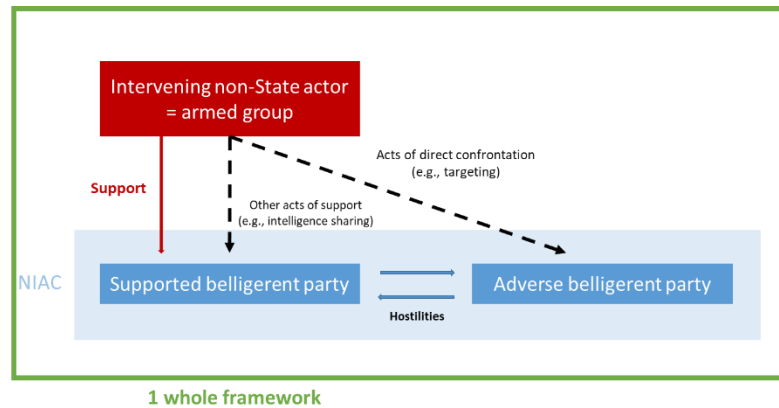 Intervening non-State actor
= armed group
Acts of direct confrontation
(e.g., targeting)
Support
Other acts of support
(e.g., intelligence sharing)
NIAC
Supported belligerent party
Adverse belligerent party
Hostilities
1 whole framework